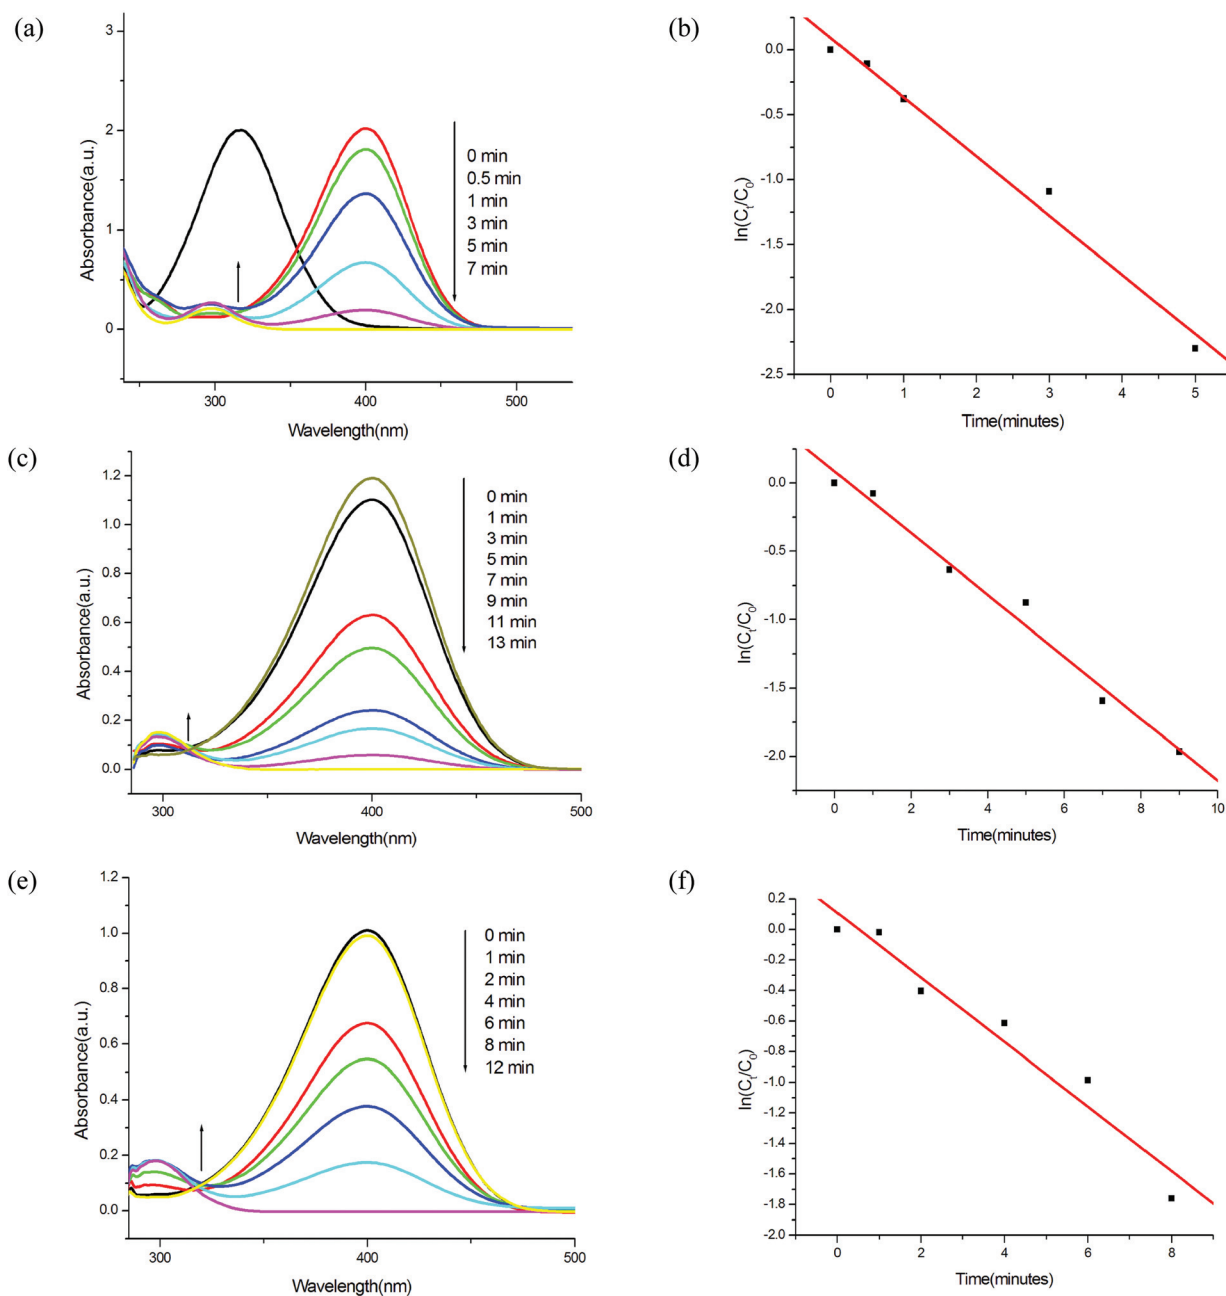 (a)
3
2
1
0
Absorbance(a.u.)
0 min
0.5 min
1 min
3 min
5 min
7 min
300
400
500
Wavelength(nm)
(b)
0.0
-0.5
-1.0
-1.5
-2.0
-2.5
ln(Ct/C0)
0
1
2
3
4
5
Time(minutes)
(c)
1.2
1.0
0.8
0.6
0.4
0.2
0.0
Absorbance(a.u.)
0 min
1 min
3 min
5 min
7 min
9 min
11 min
13 min
300
400
500
Wavelength(nm)
(d)
0.0
-0.5
-1.0
-1.5
-2.0
ln(Ct/C0)
0
2
4
6
8
10
Time(minutes)
(e)
1.2
1.0
0.8
0.6
0.4
0.2
0.0
Absorbance(a.u.)
0 min
1 min
2 min
4 min
6 min
8 min
12 min
300
400
500
Wavelength(nm)
(f)
0.2
0.0
-0.2
-0.4
-0.6
-0.8
-1.0
-1.2
-1.4
-1.6
-1.8
-2.0
ln(Ct/C0)
0
2
4
6
8
Time(minutes)